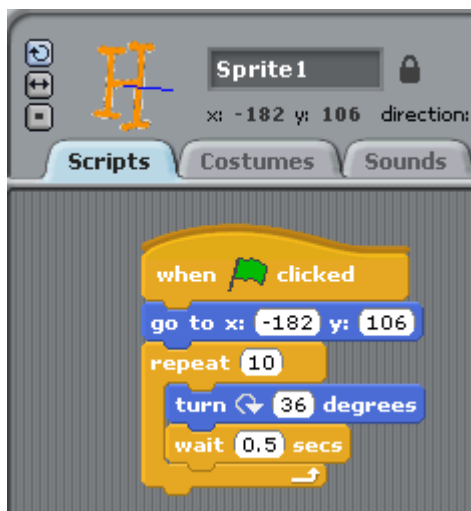 Sprite1
x: -182 y: 106 direction:
Scripts Costumes Sounds
when clicked
go to x: -182 y: 106
repeat 10
turn 36 degrees
wait 0.5 secs